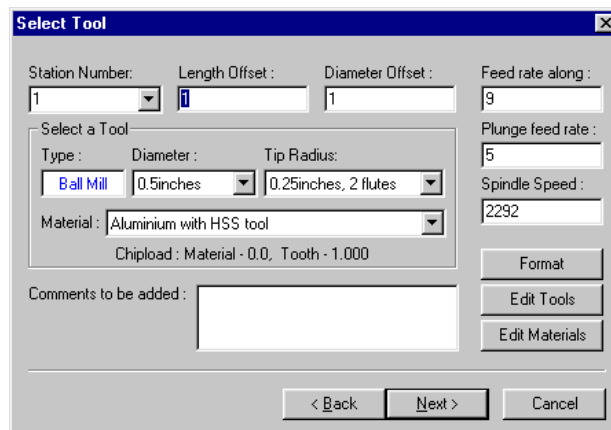 Select Tool
Station Number: Length Offset : Diameter Offset : Feed rate along :
1 1 1 9
Select a Tool
Plunge feed rate :
Type : Diameter : Tip Radius: 5
Ball Mill 0.5inches 0.25inches, 2 flutes
Spindle Speed :
Material : Aluminium with HSS tool 2292
Chipload : Material - 0.0, Tooth - 1.000
Format
Comments to be added : Edit Tools
Edit Materials
< Back Next > Cancel